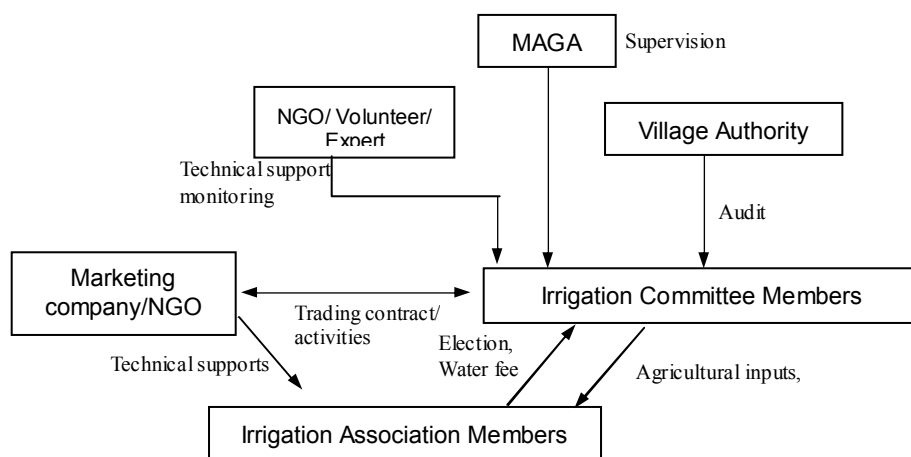 MAGA
Supervision
NGO/ Volunteer/
Expert
Village Authority
Technical support
monitoring
Audit
Marketing
company/NGO
Irrigation Committee Members
Trading contract/
activities
Election,
Water fee
Technical supports
Agricultural inputs,
Irrigation Association Members